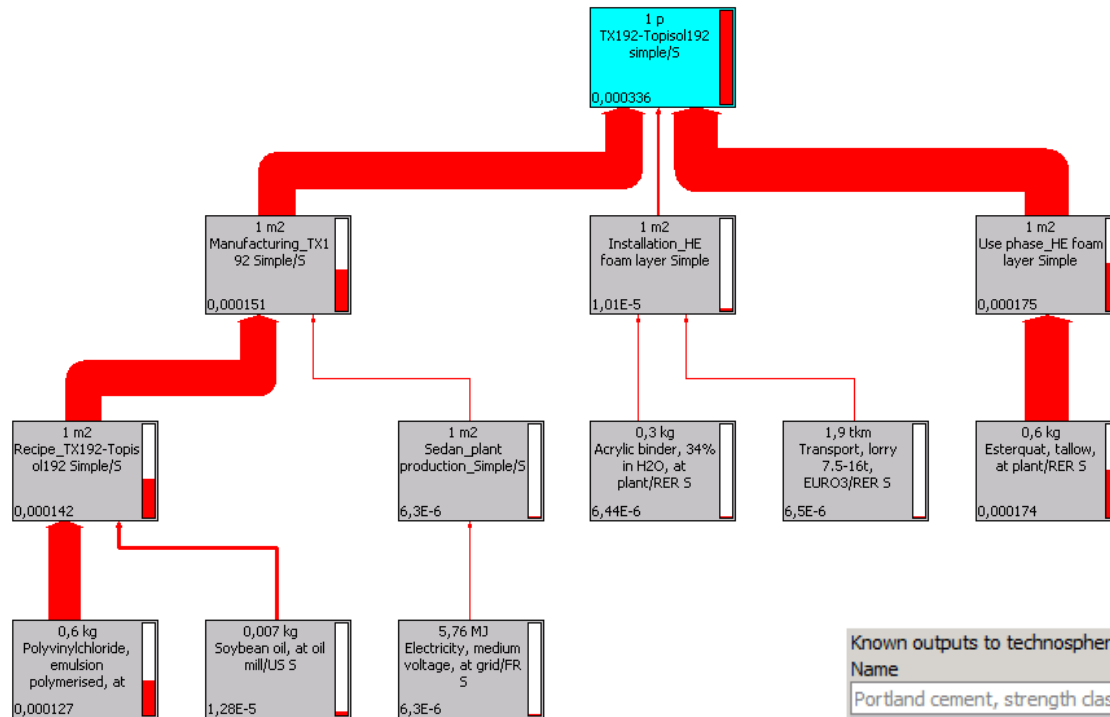 1 p
TX192-Topisol192
simple/S
0,000336
1 m2
Manufacturing_TX1
92 Simple/S
0,000151
1 m2
Installation_HE
foam layer Simple
1,01E-5
1 m2
Use phase_HE foam
layer Simple
0,000175
1 m2
Recipe_TX192-Topis
ol192 Simple/S
0,000142
1 m2
Sedan_plant
production_Simple/S
6,3E-6
0,3 kg
Acrylic binder, 34%
in H2O, at
plant/RER S
6,44E-6
1,9 tkm
Transport, lorry
7.5-16t,
EURO3/RER S
6,5E-6
0,6 kg
Esterquat, tallow,
at plant/RER S
0,000174
0,6 kg
Polyvinylchloride,
emulsion
polymerised, at
0,000127
0,007 kg
Soybean oil, at oil
mill/US S
1,28E-5
5,76 MJ
Electricity, medium
voltage, at grid/FR
S
6,3E-6
Known outputs to technospher
Name
Portland cement, strength clas